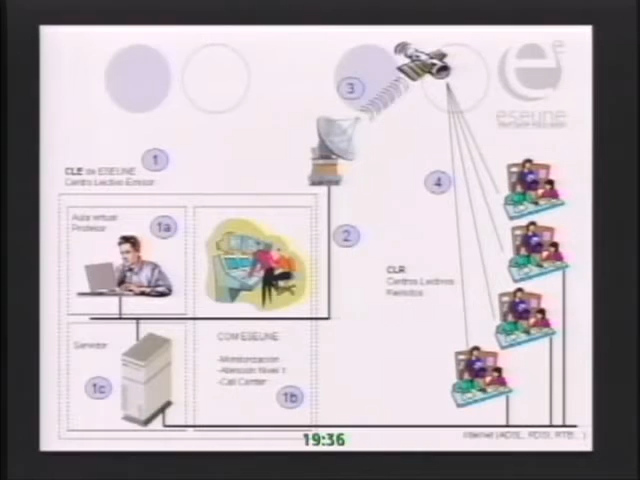 3
e²
eseune
1
CLE de ESEUNE
Centro Lectivo Emisor
4
Aula virtual
Profesor
1a
2
CLR
Centros Lectivos
Remotos
Servidor
COM ESEUNE
-Monitorización
-Atención Nivel 1
-Call Center
1c
1b
19:36
Internet (ADSL, RDSI, RTB...)